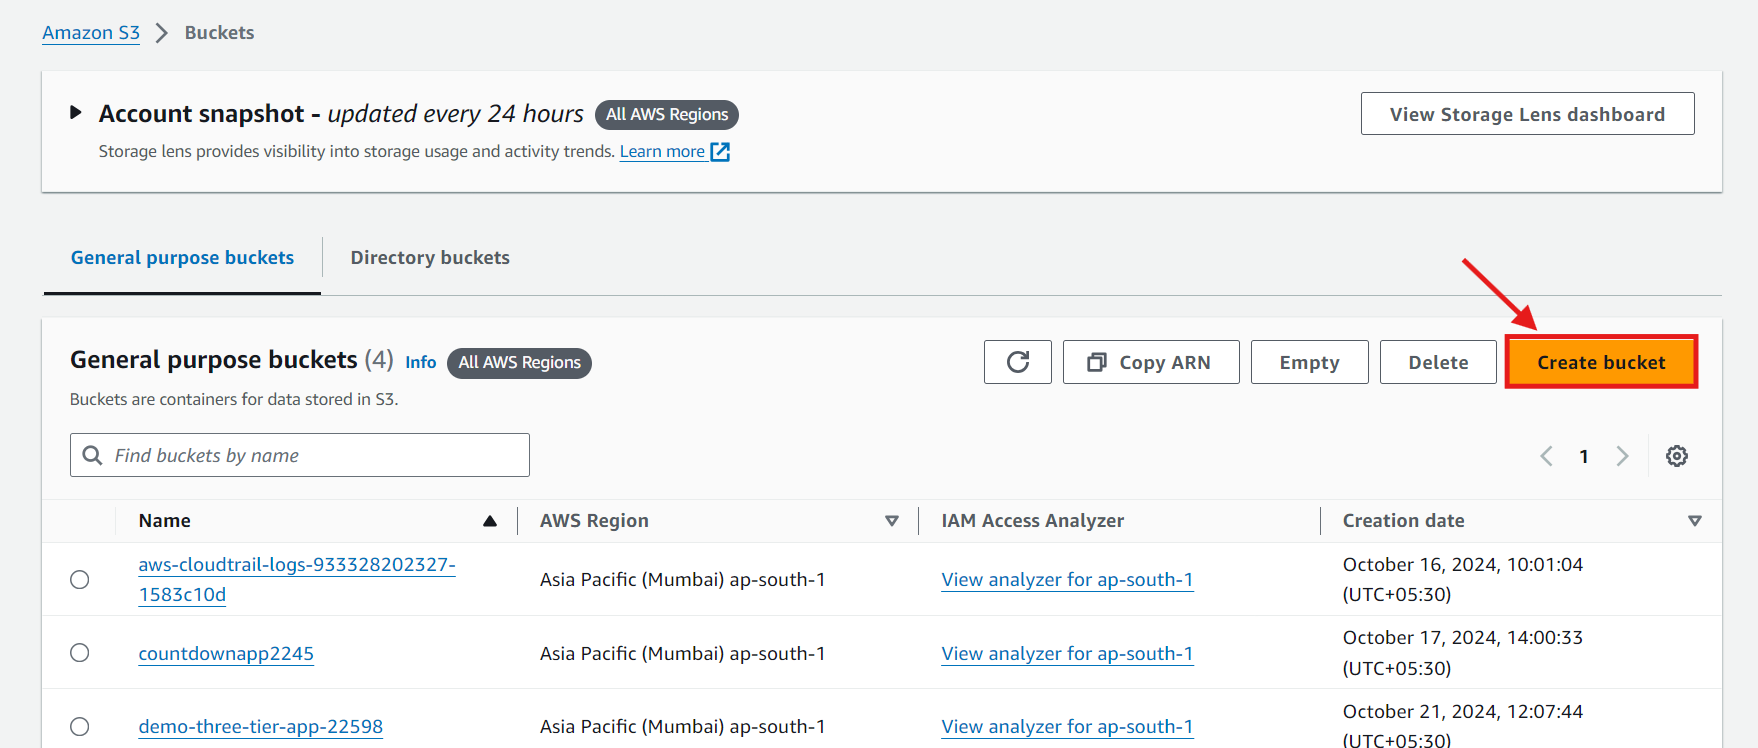 Amazon S3 > Buckets
Account snapshot - updated every 24 hours All AWS Regions
View Storage Lens dashboard
Storage lens provides visibility into storage usage and activity trends. Learn more
General purpose buckets
Directory buckets
General purpose buckets (4) Info All AWS Regions
Copy ARN
Empty
Delete
Create bucket
Buckets are containers for data stored in S3.
Find buckets by name
1
Name
AWS Region
IAM Access Analyzer
Creation date
aws-cloudtrail-logs-933328202327-
1583c10d
Asia Pacific (Mumbai) ap-south-1
View analyzer for ap-south-1
October 16, 2024, 10:01:04
(UTC+05:30)
countdownapp2245
Asia Pacific (Mumbai) ap-south-1
View analyzer for ap-south-1
October 17, 2024, 14:00:33
(UTC+05:30)
demo-three-tier-app-22598
Asia Pacific (Mumbai) ap-south-1
View analyzer for ap-south-1
October 21, 2024, 12:07:44
(UTC+05:30)